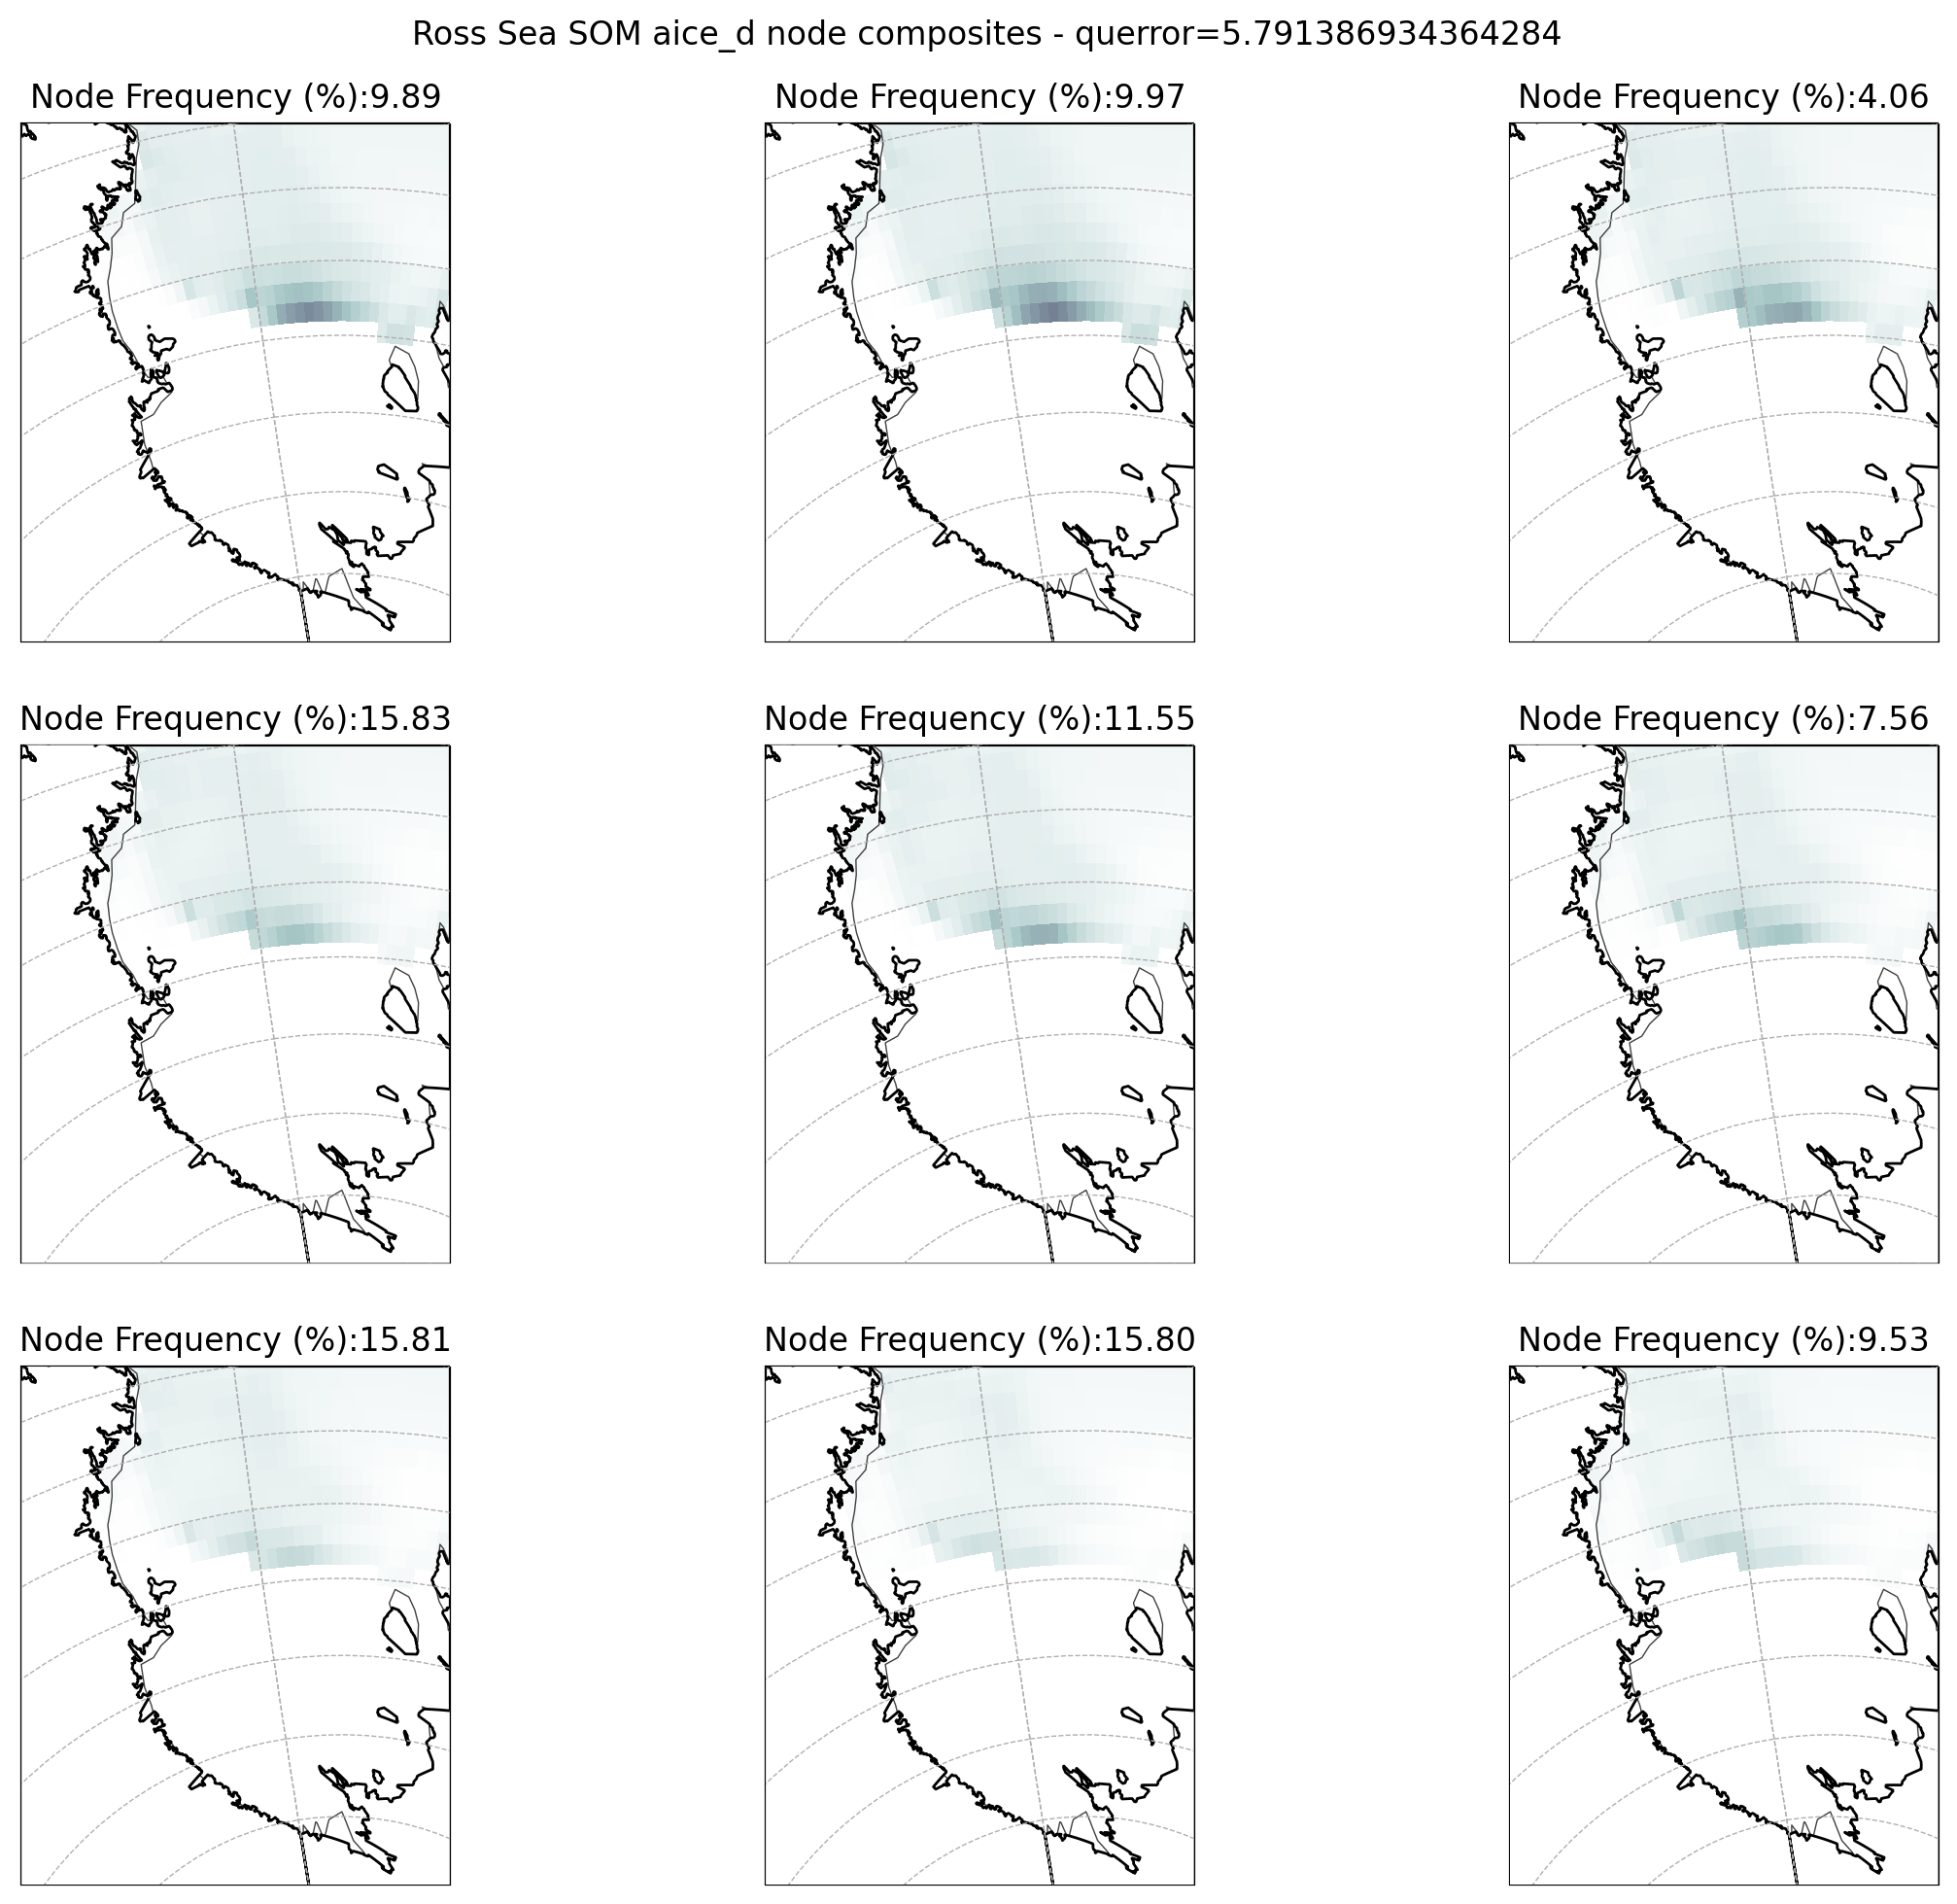 Ross Sea SOM aice_d node composites - querror=5.791386934364284
Node Frequency (%):9.89
Node Frequency (%):9.97
Node Frequency (%):4.06
Node Frequency (%):15.83
Node Frequency (%):11.55
Node Frequency (%):7.56
Node Frequency (%):15.81
Node Frequency (%):15.80
Node Frequency (%):9.53